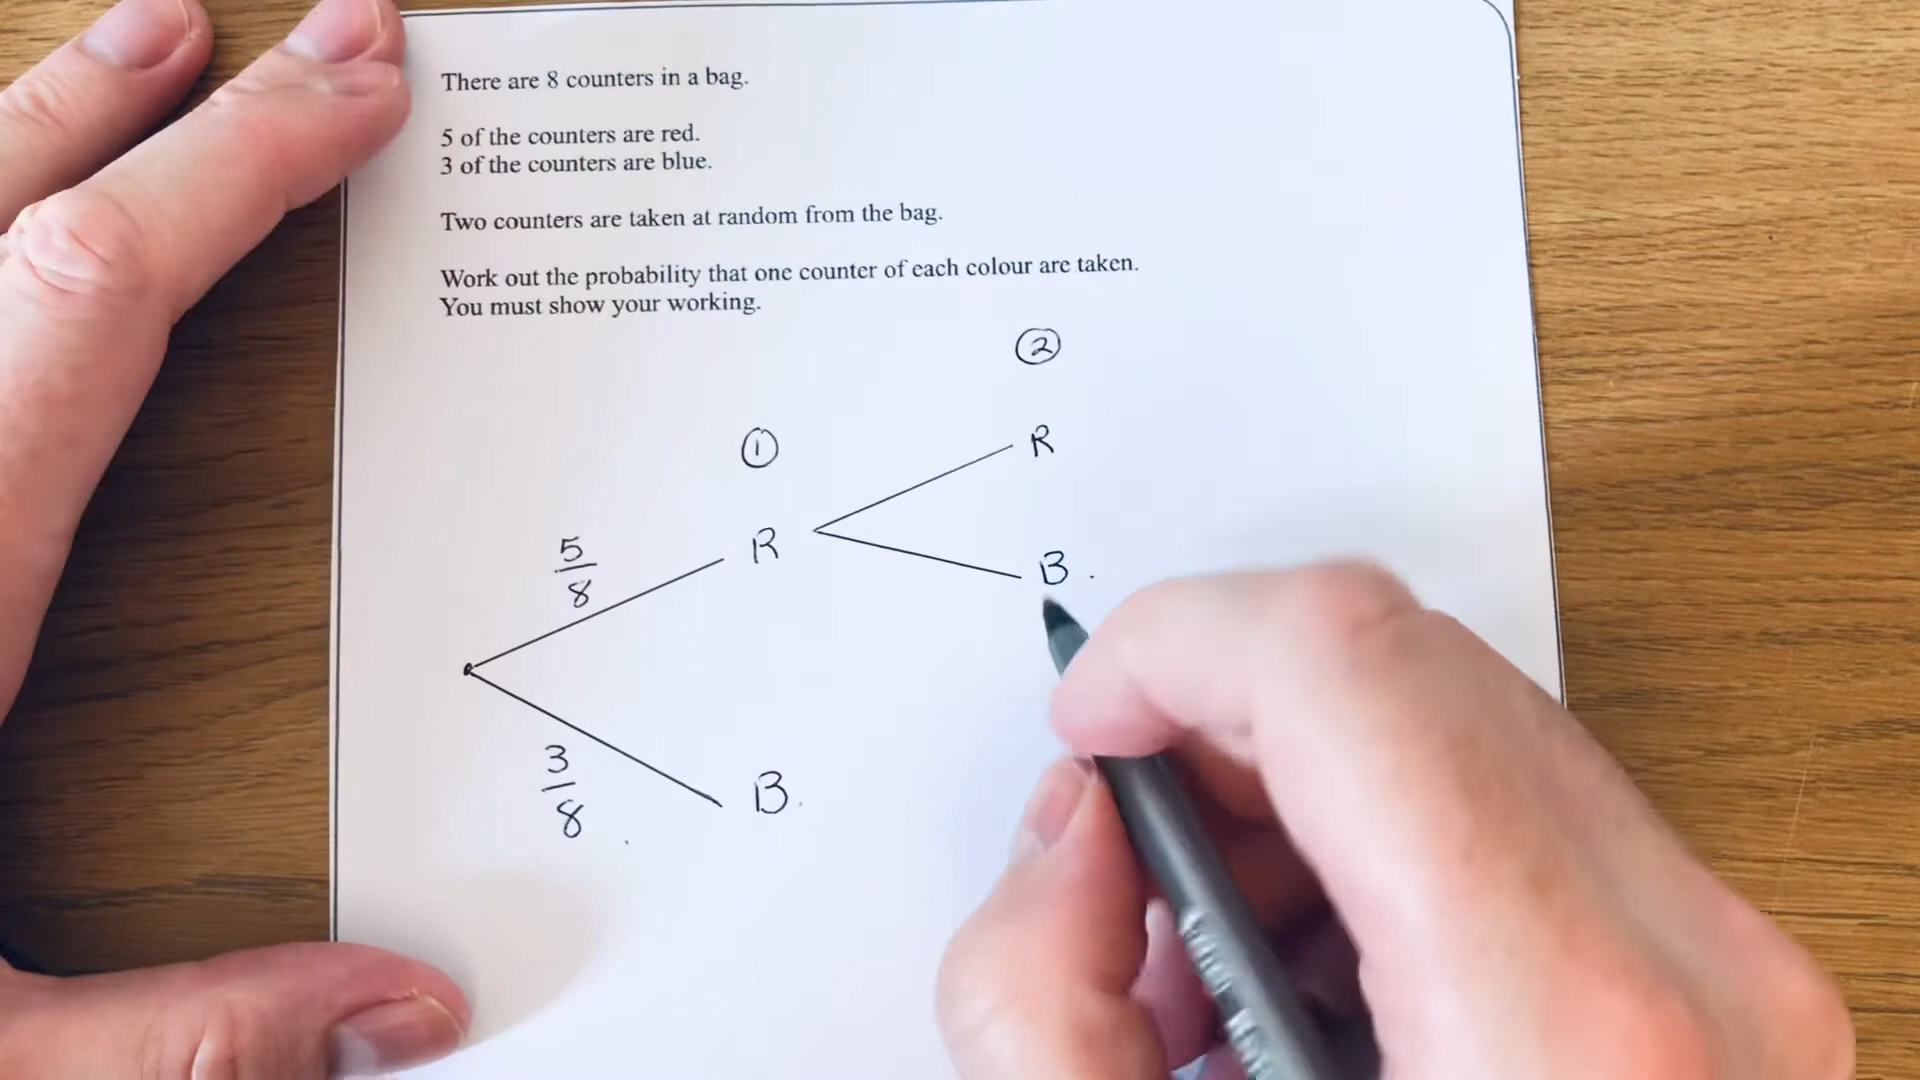 There are 8 counters in a bag.
5 of the counters are red.
3 of the counters are blue.
Two counters are taken at random from the bag.
Work out the probability that one counter of each colour are taken.
You must show your working.
②
①
R
R
B.
5/8
3/8
B.